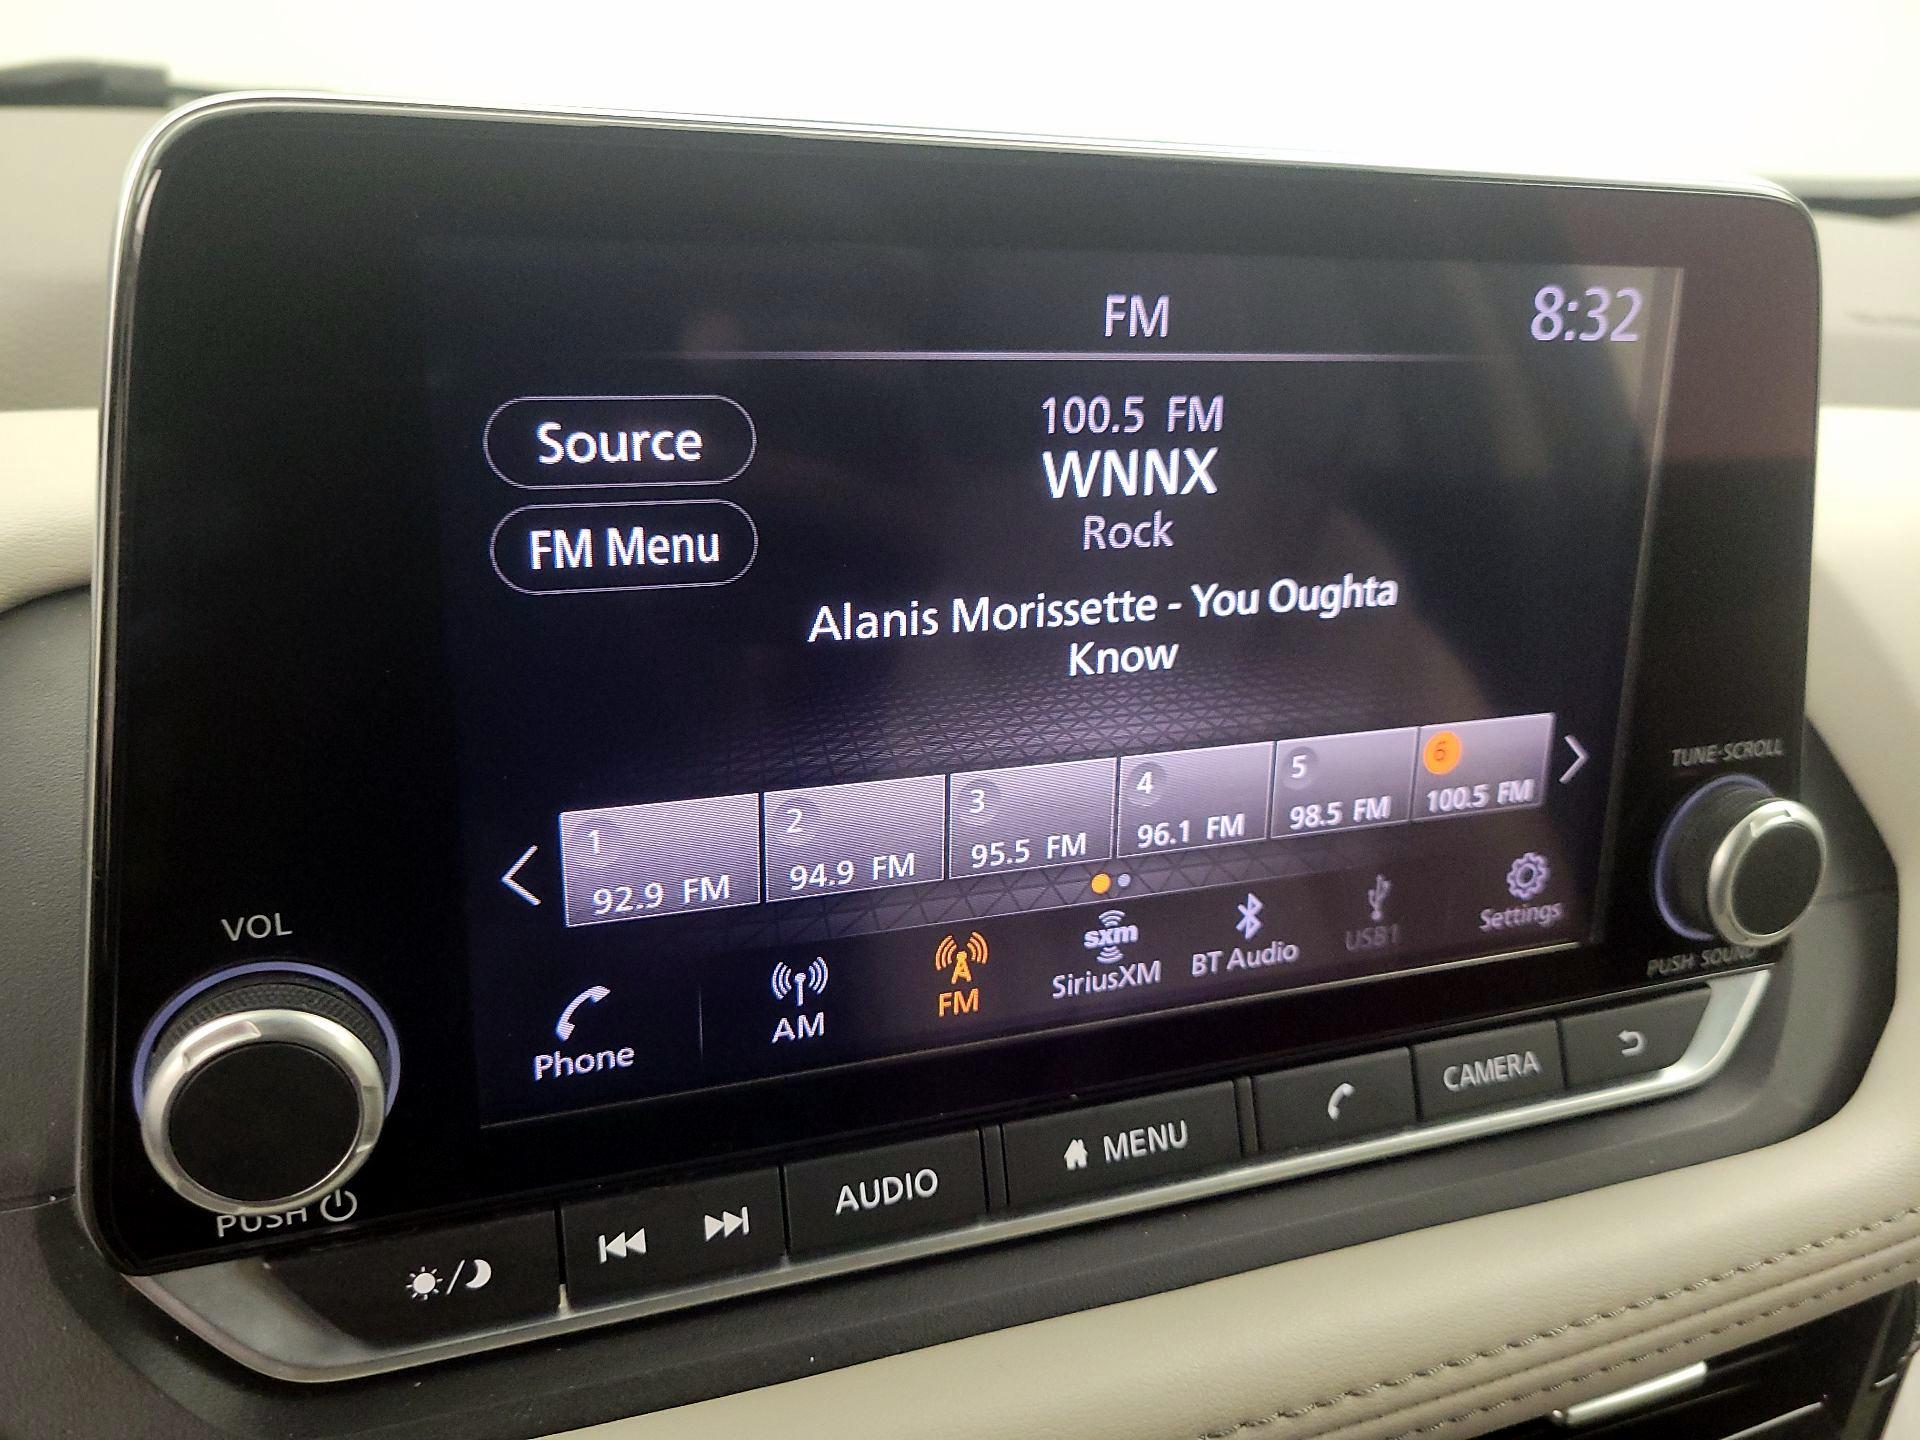 FM
8:32
Source
FM Menu
100.5 FM
WNNX
Rock
Alanis Morissette - You Oughta
Know
1
92.9 FM
2
94.9 FM
3
95.5 FM
4
96.1 FM
5
98.5 FM
6
100.5 FM
Phone
AM
FM
sxm
SiriusXM
BT Audio
USB1
Settings
VOL
PUSH
TUNE·SCROLL
PUSH SOUND
AUDIO
MENU
CAMERA